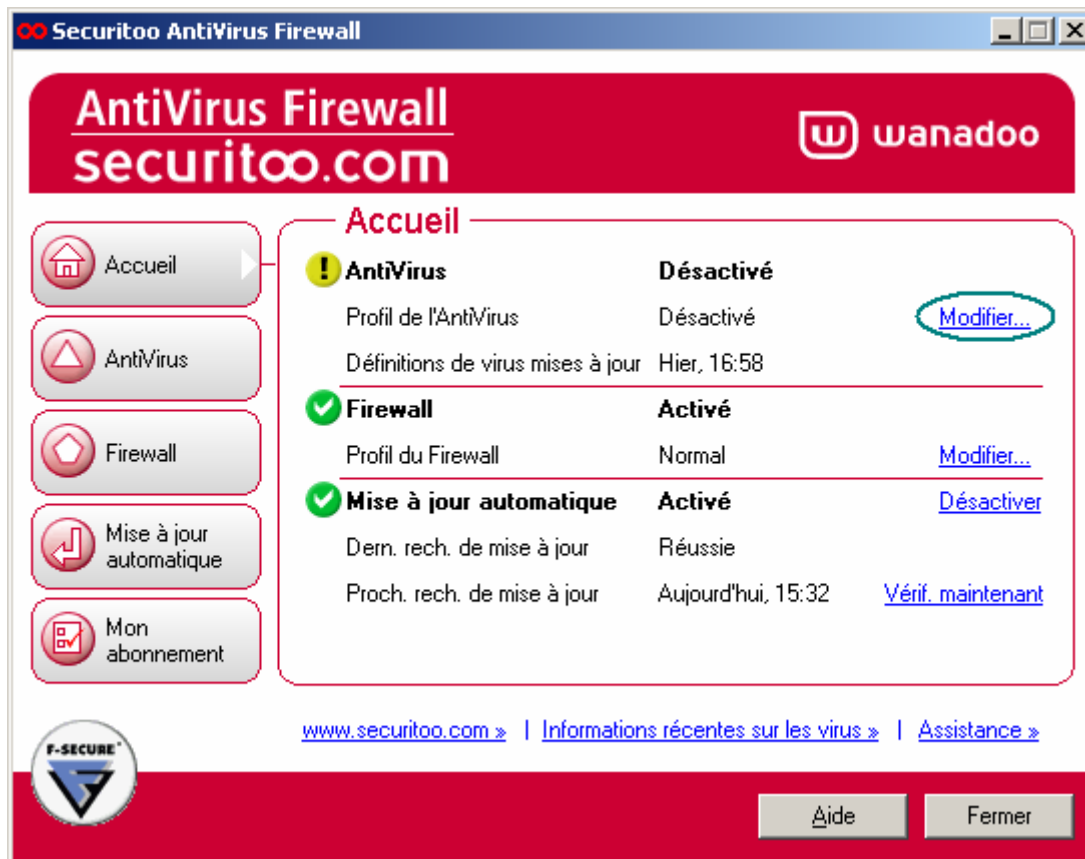 Securitoo AntiVirus Firewall
AntiVirus Firewall
securitoo.com
wanadoo
Accueil
AntiVirus
Firewall
Mise à jour
automatique
Mon
abonnement
Accueil
AntiVirus Désactivé
Profil de l'AntiVirus Désactivé Modifier...
Définitions de virus mises à jour Hier, 16:58
Firewall Activé
Profil du Firewall Normal Modifier...
Mise à jour automatique Activé Désactiver
Dern. rech. de mise à jour Réussie
Proch. rech. de mise à jour Aujourd'hui, 15:32 Vérif. maintenant
www.securitoo.com » | Informations récentes sur les virus » | Assistance »
F-SECURE
Aide Fermer